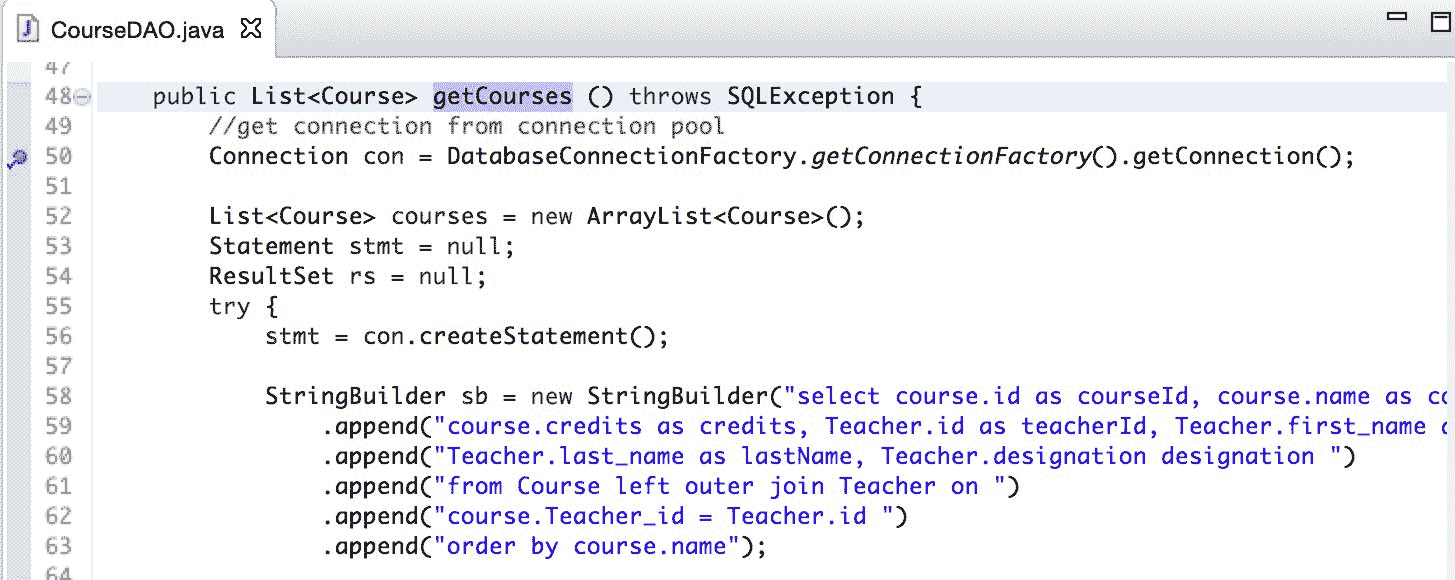 CourseDAO.java
47
48 public List<Course> getCourses () throws SQLException {
49 //get connection from connection pool
50 Connection con = DatabaseConnectionFactory.getConnectionFactory().getConnection();
51
52 List<Course> courses = new ArrayList<Course>();
53 Statement stmt = null;
54 ResultSet rs = null;
55 try {
56 stmt = con.createStatement();
57
58 StringBuilder sb = new StringBuilder("select course.id as courseId, course.name as
59 .append("course.credits as credits, Teacher.id as teacherId, Teacher.first_name
60 .append("Teacher.last_name as lastName, Teacher.designation designation ")
61 .append("from Course left outer join Teacher on ")
62 .append("course.Teacher_id = Teacher.id ")
63 .append("order by course.name");
64